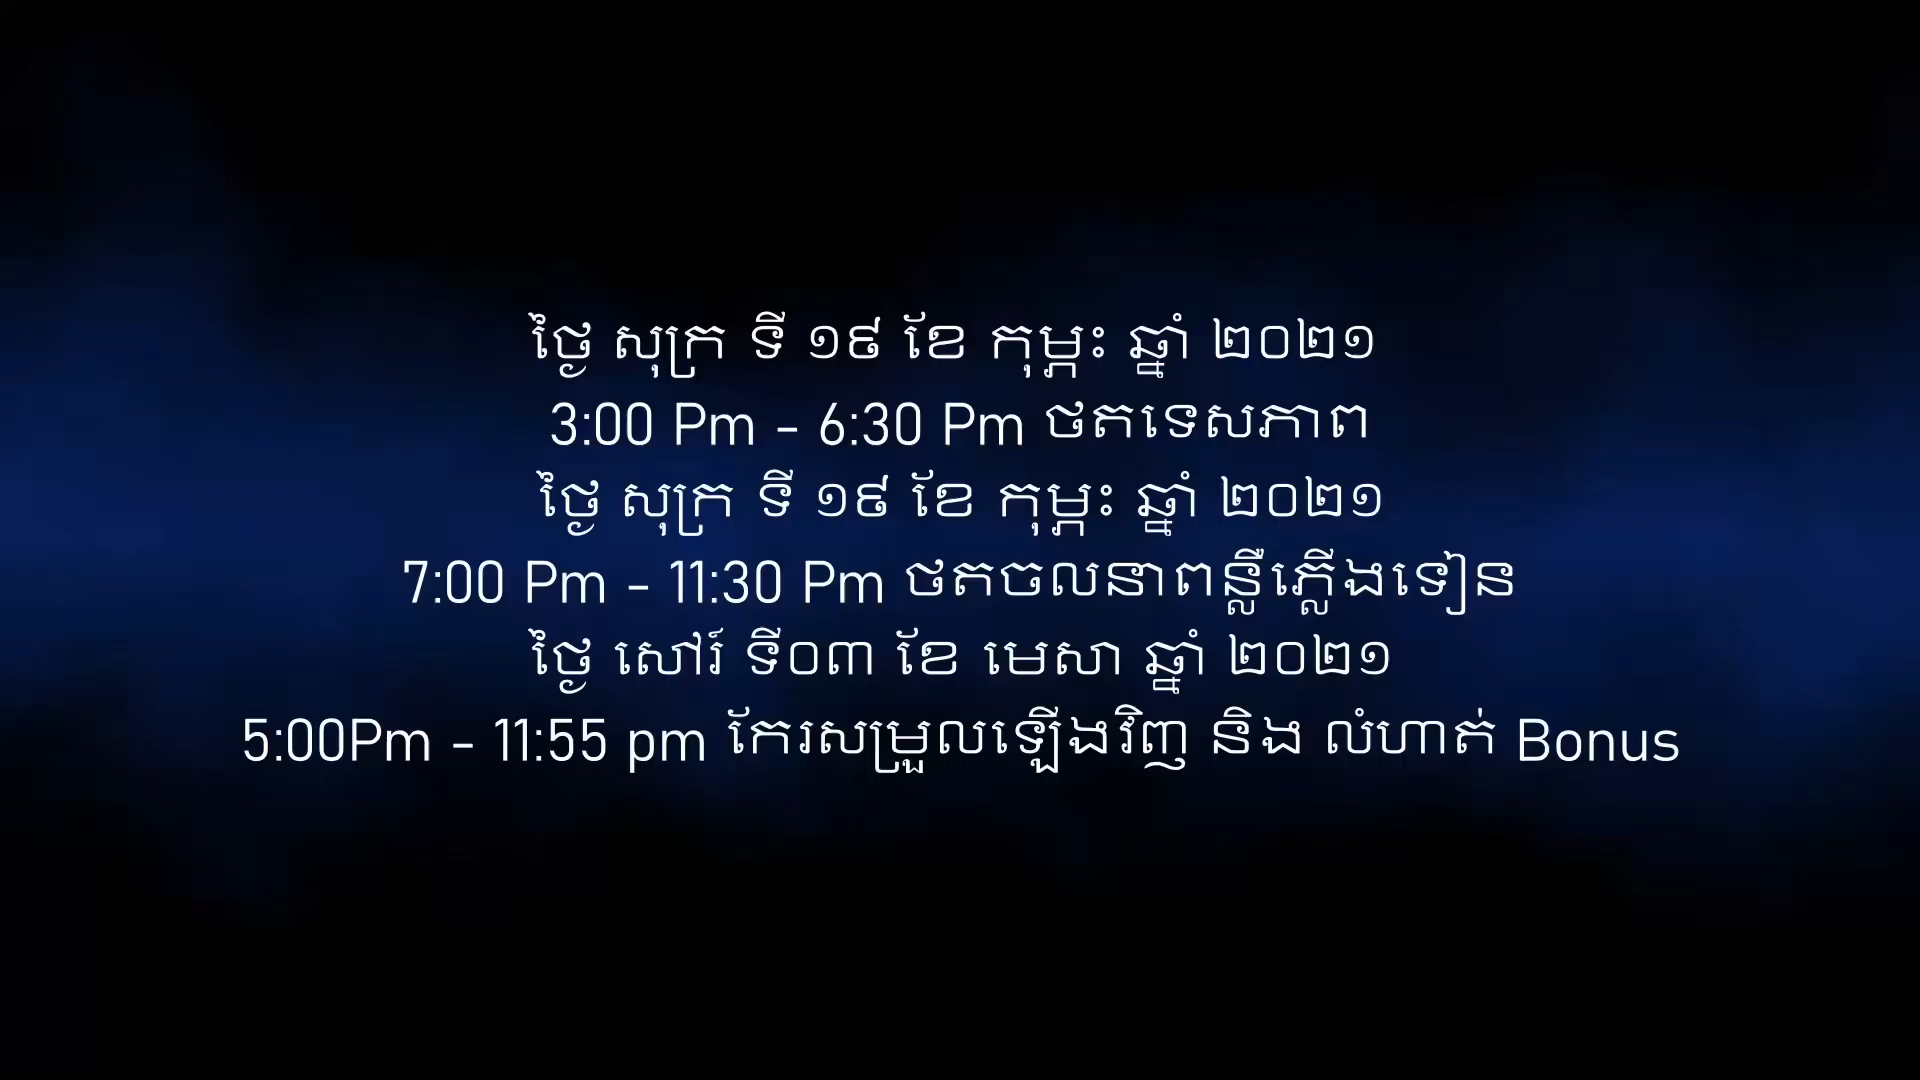 ថ្ងៃ សុក្រ ទី ១៩ ខែ កុម្ភះ ឆ្នាំ ២០២១
3:00 Pm - 6:30 Pm ថតទេសភាព
ថ្ងៃ សុក្រ ទី ១៩ ខែ កុម្ភះ ឆ្នាំ ២០២១
7:00 Pm - 11:30 Pm ថតចលនាពន្លឺភ្លើងទៀន
ថ្ងៃ សៅរ៍ ទី០៣ ខែ មេសា ឆ្នាំ ២០២១
5:00Pm - 11:55 pm កែរសម្រួលឡើងវិញ និង លំហាត់ Bonus